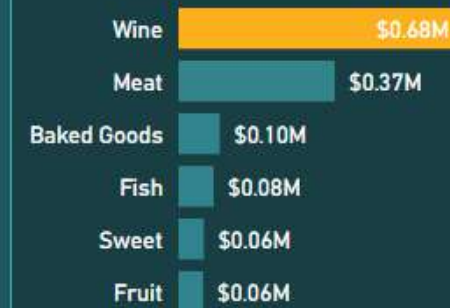 Wine $0.68M
Meat $0.37M
Baked Goods $0.10M
Fish $0.08M
Sweet $0.06M
Fruit $0.06M